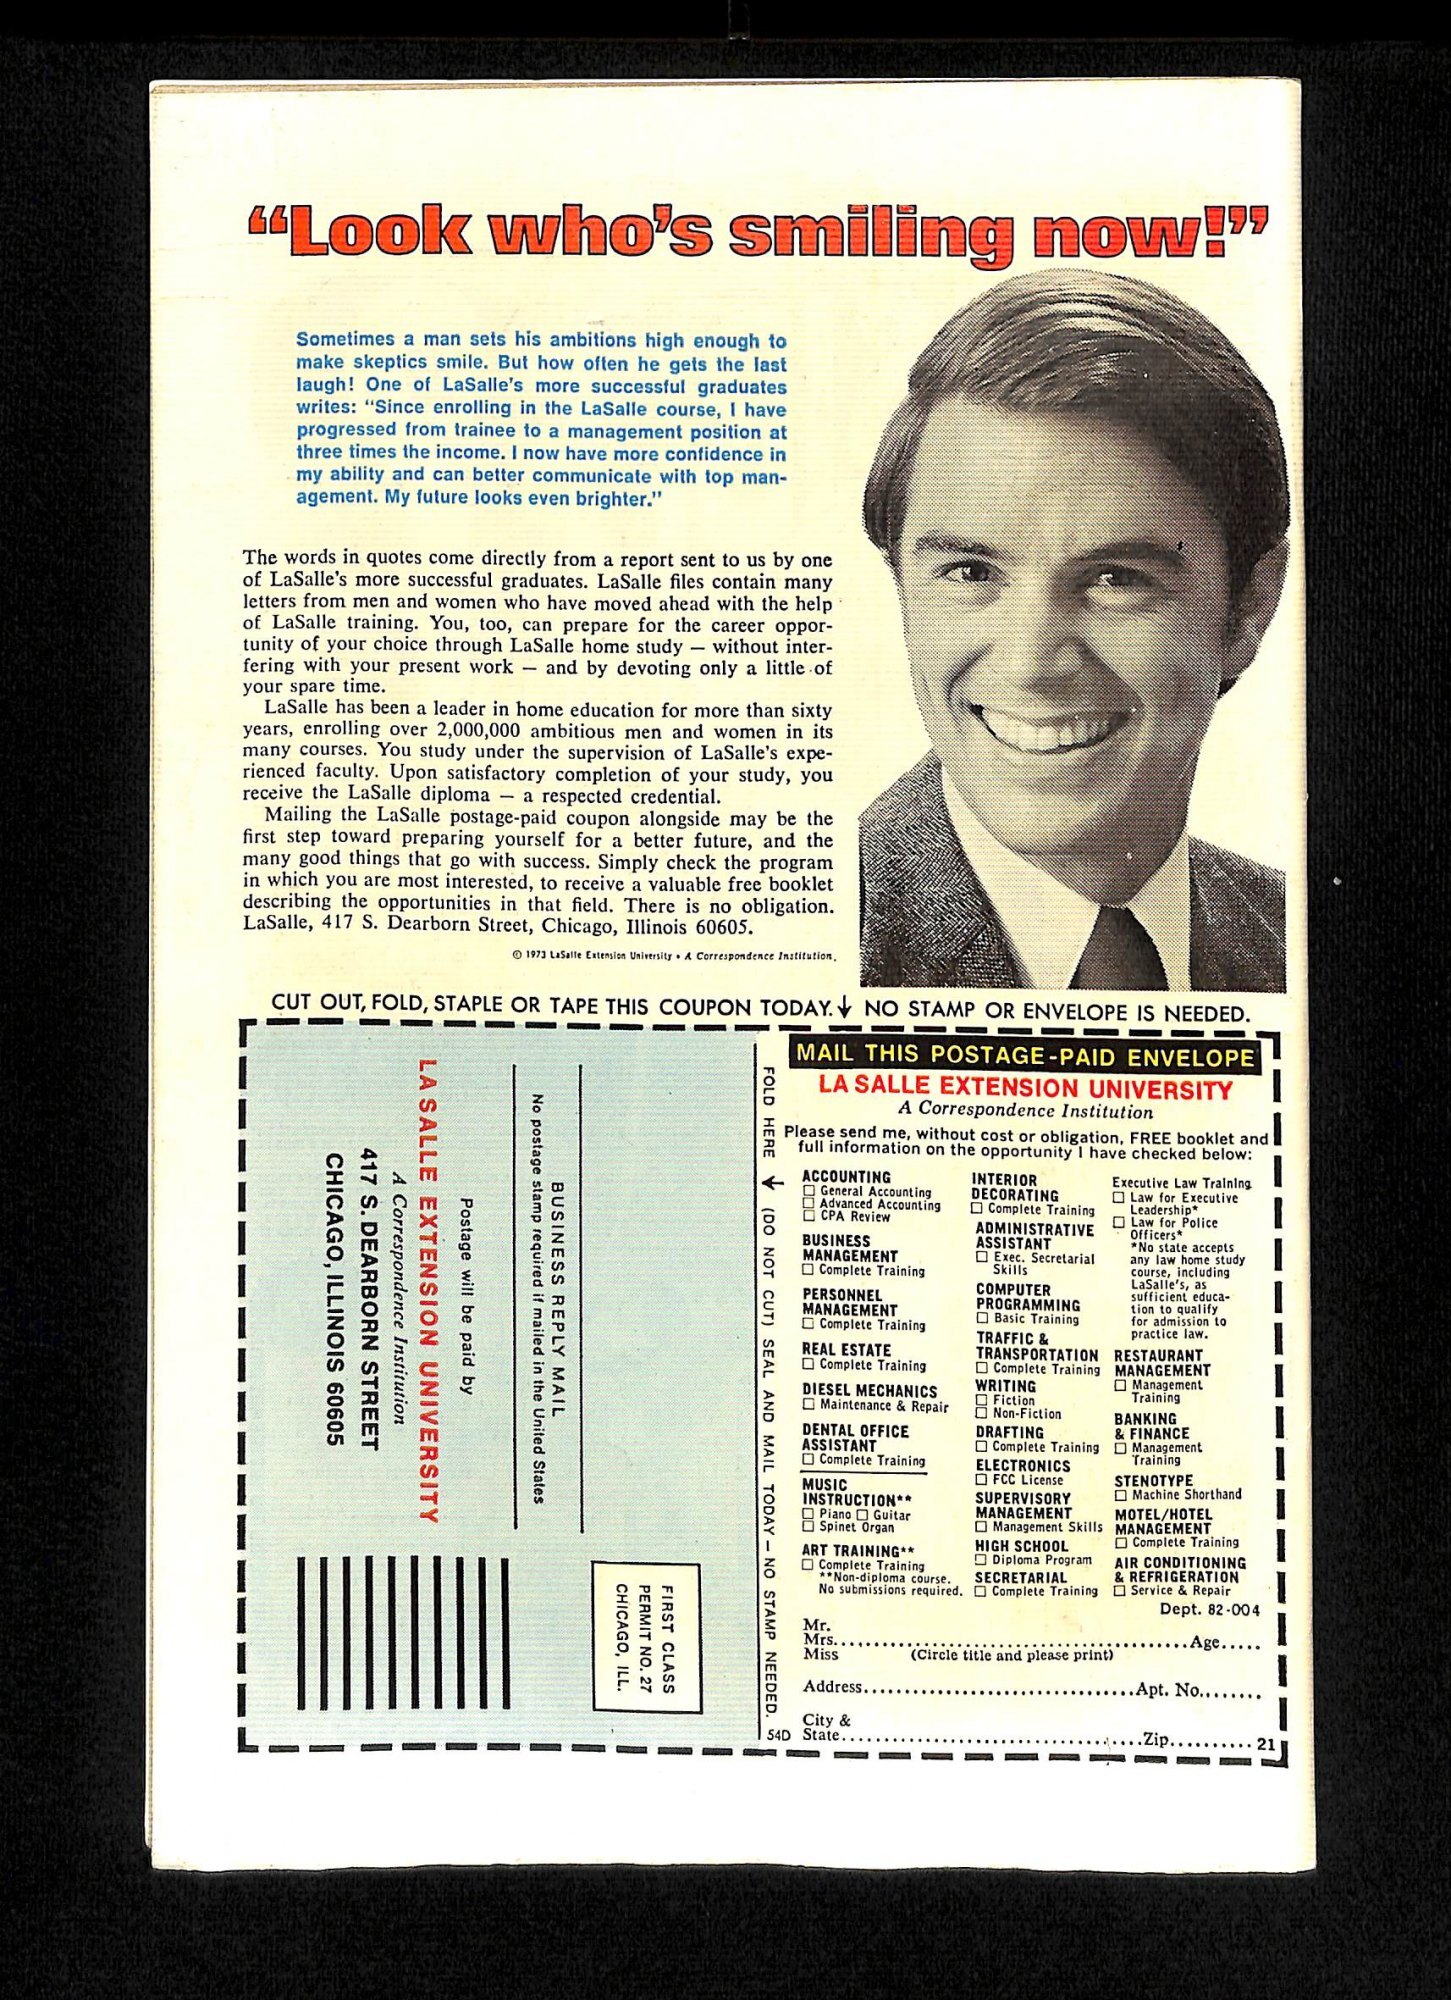 “Look who’s smiling now!”
Sometimes a man sets his ambitions high enough to
make skeptics smile. But how often he gets the last
laugh! One of LaSalle's more successful graduates
writes: “Since enrolling in the LaSalle course, I have
progressed from trainee to a management position at
three times the income. I now have more confidence in
my ability and can better communicate with top man-
agement. My future looks even brighter.”
The words in quotes come directly from a report sent to us by one
of LaSalle's more successful graduates. LaSalle files contain many
letters from men and women who have moved ahead with the help
of LaSalle training. You, too, can prepare for the career oppor-
tunity of your choice through LaSalle home study — without inter-
fering with your present work — and by devoting only a little of
your spare time.
LaSalle has been a leader in home education for more than sixty
years, enrolling over 2,000,000 ambitious men and women in its
many courses. You study under the supervision of LaSalle's expe-
rienced faculty. Upon satisfactory completion of your study, you
receive the LaSalle diploma — a respected credential.
Mailing the LaSalle postage-paid coupon alongside may be the
first step toward preparing yourself for a better future, and the
many good things that go with success. Simply check the program
in which you are most interested, to receive a valuable free booklet
describing the opportunities in that field. There is no obligation.
LaSalle, 417 S. Dearborn Street, Chicago, Illinois 60605.
© 1973 LaSalle Extension University • A Correspondence Institution.
CUT OUT, FOLD, STAPLE OR TAPE THIS COUPON TODAY. ↓ NO STAMP OR ENVELOPE IS NEEDED.
FIRST CLASS
PERMIT NO. 27
CHICAGO, ILL.
BUSINESS REPLY MAIL
No postage stamp required if mailed in the United States
Postage will be paid by
LA SALLE EXTENSION UNIVERSITY
A Correspondence Institution
417 S. DEARBORN STREET
CHICAGO, ILLINOIS 60605
FOLD HERE → (DO NOT CUT) SEAL AND MAIL TODAY — NO STAMP NEEDED.
54D
MAIL THIS POSTAGE-PAID ENVELOPE
LA SALLE EXTENSION UNIVERSITY
A Correspondence Institution
Please send me, without cost or obligation, FREE booklet and
full information on the opportunity I have checked below:
ACCOUNTING
☐ General Accounting
☐ Advanced Accounting
☐ CPA Review
BUSINESS
MANAGEMENT
☐ Complete Training
PERSONNEL
MANAGEMENT
☐ Complete Training
REAL ESTATE
☐ Complete Training
DIESEL MECHANICS
☐ Maintenance & Repair
DENTAL OFFICE
ASSISTANT
☐ Complete Training
MUSIC
INSTRUCTION**
☐ Piano ☐ Guitar
☐ Spinet Organ
ART TRAINING**
☐ Complete Training
**Non-diploma course.
No submissions required.
INTERIOR
DECORATING
☐ Complete Training
ADMINISTRATIVE
ASSISTANT
☐ Exec. Secretarial
Skills
COMPUTER
PROGRAMMING
☐ Basic Training
TRAFFIC &
TRANSPORTATION
☐ Complete Training
WRITING
☐ Fiction
☐ Non-Fiction
DRAFTING
☐ Complete Training
ELECTRONICS
☐ FCC License
SUPERVISORY
MANAGEMENT
☐ Management Skills
HIGH SCHOOL
☐ Diploma Program
SECRETARIAL
☐ Complete Training
Executive Law Training
☐ Law for Executive
Leadership*
☐ Law for Police
Officers*
*No state accepts
any law home study
course, including
LaSalle's, as
sufficient educa-
tion to qualify
for admission to
practice law.
RESTAURANT
MANAGEMENT
☐ Management
Training
BANKING
& FINANCE
☐ Management
Training
STENOTYPE
☐ Machine Shorthand
MOTEL/HOTEL
MANAGEMENT
☐ Complete Training
AIR CONDITIONING
& REFRIGERATION
☐ Service & Repair
Dept. 82-004
Mr.
Mrs. Age
Miss (Circle title and please print)
Address Apt. No.
City &
State Zip 21